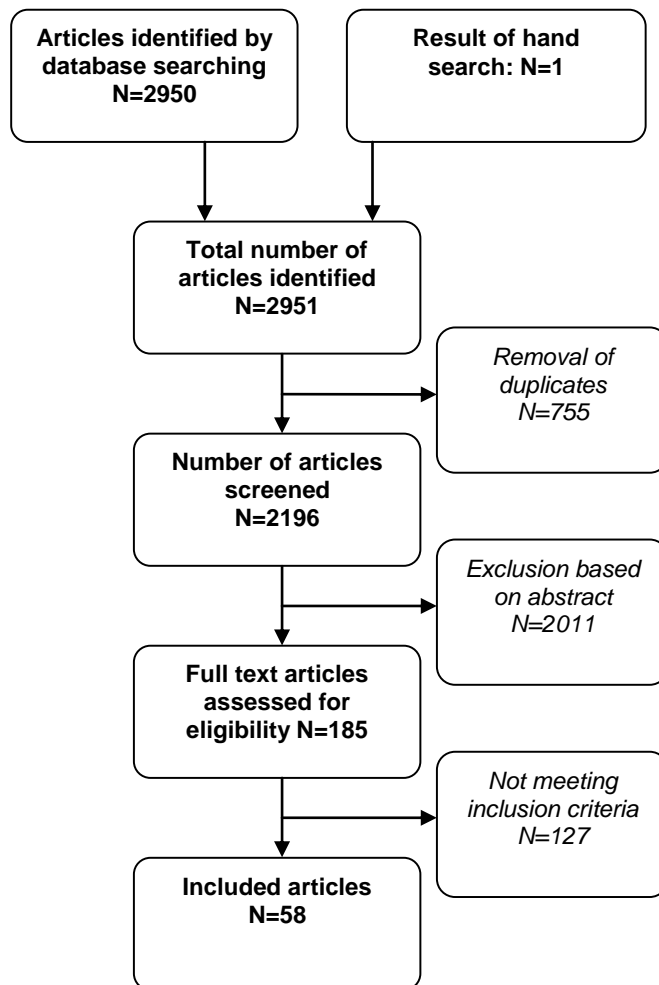 Articles identified by
database searching
N=2950
Result of hand
search: N=1
Total number of
articles identified
N=2951
Removal of
duplicates
N=755
Number of articles
screened
N=2196
Exclusion based
on abstract
N=2011
Full text articles
assessed for
eligibility N=185
Not meeting
inclusion criteria
N=127
Included articles
N=58